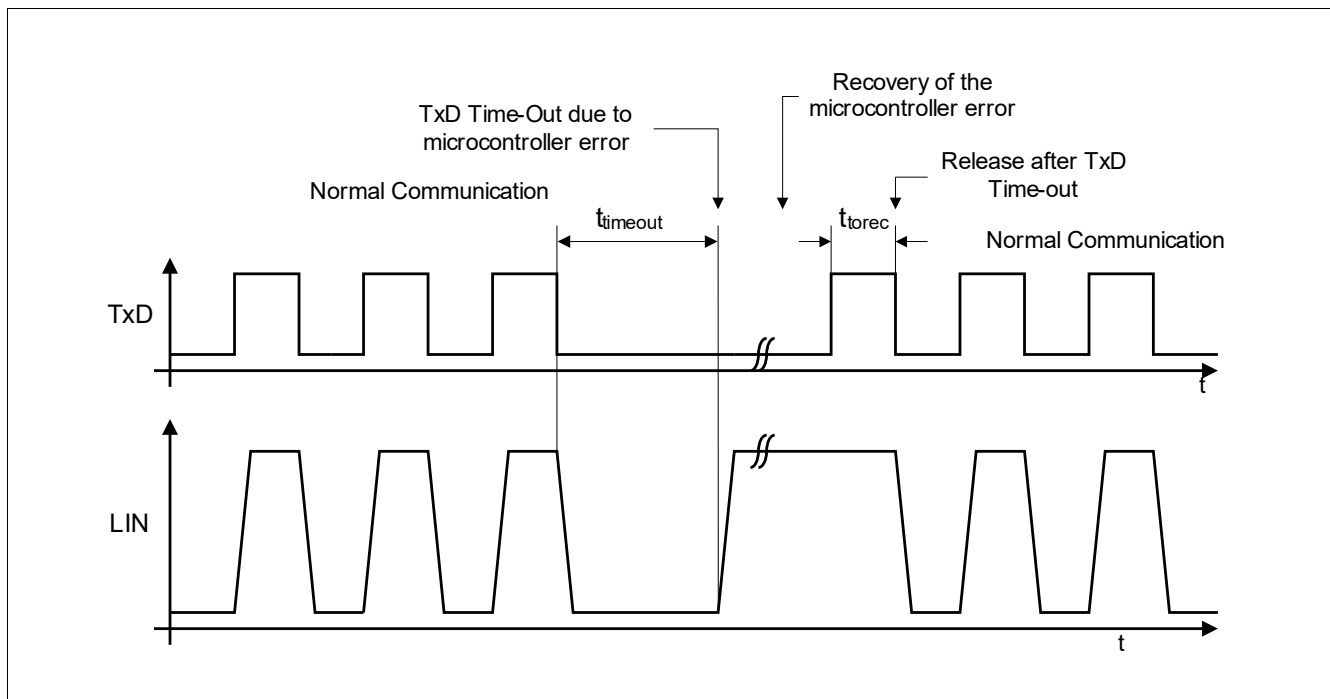 Recovery of the
microcontroller error
TxD Time-Out due to
microcontroller error
Release after TxD
Time-out
Normal Communication
ttimeout
ttorec
Normal Communication
TxD
t
LIN
t